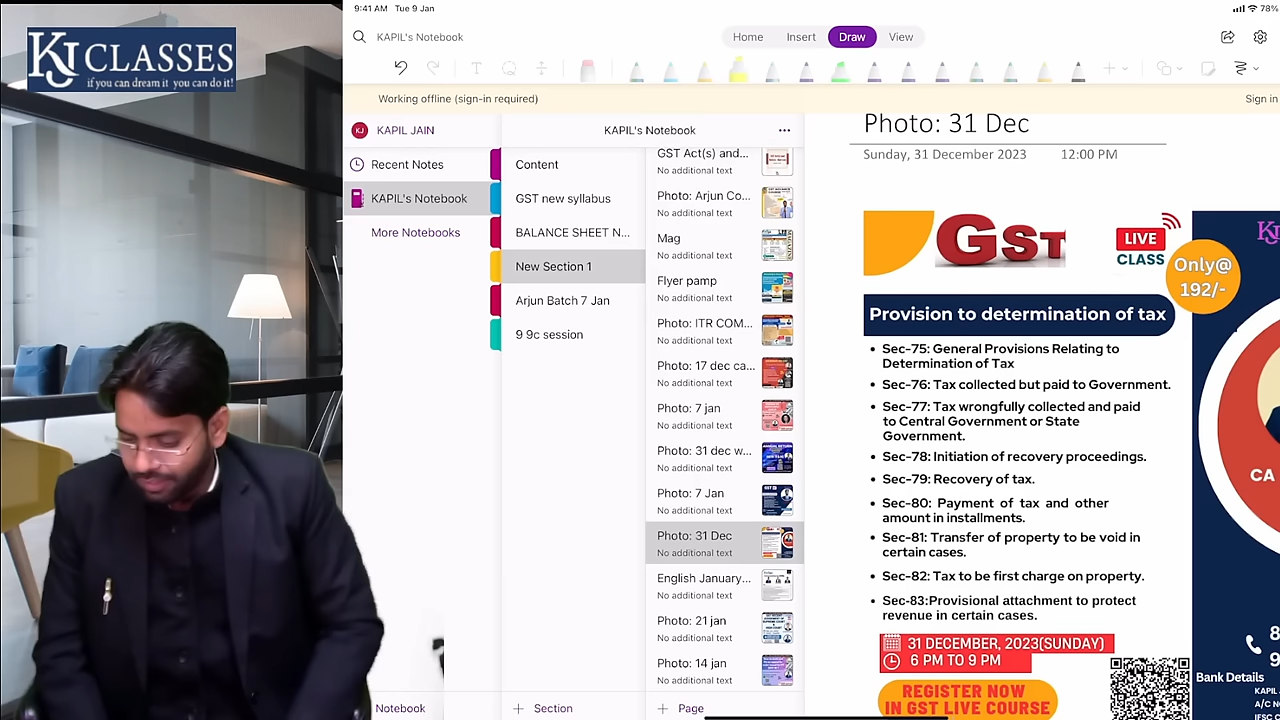 KJ CLASSES
if you can dream it you can do it!
9:41 AM Tue 9 Jan
78%
KAPIL's Notebook
Home
Insert
Draw
View
Working offline (sign-in required)
Sign in
KJ
KAPIL JAIN
Recent Notes
KAPIL's Notebook
More Notebooks
Notebook
Content
GST new syllabus
BALANCE SHEET N...
New Section 1
Arjun Batch 7 Jan
9 9c session
Section
KAPIL's Notebook
GST Act(s) and...
No additional text
Photo: Arjun Co...
No additional text
Mag
No additional text
Flyer pamp
No additional text
Photo: ITR COM...
No additional text
Photo: 17 dec ca...
No additional text
Photo: 7 jan
No additional text
Photo: 31 dec w...
No additional text
Photo: 7 Jan
No additional text
Photo: 31 Dec
No additional text
English January...
No additional text
Photo: 21 jan
No additional text
Photo: 14 jan
No additional text
Page
Photo: 31 Dec
Sunday, 31 December 2023 12:00 PM
GST
LIVE
CLASS
Only@
192/-
Provision to determination of tax
• Sec-75: General Provisions Relating to
Determination of Tax
• Sec-76: Tax collected but paid to Government.
• Sec-77: Tax wrongfully collected and paid
to Central Government or State
Government.
• Sec-78: Initiation of recovery proceedings.
• Sec-79: Recovery of tax.
• Sec-80: Payment of tax and other
amount in installments.
• Sec-81: Transfer of property to be void in
certain cases.
• Sec-82: Tax to be first charge on property.
• Sec-83:Provisional attachment to protect
revenue in certain cases.
31 DECEMBER, 2023(SUNDAY)
6 PM TO 9 PM
REGISTER NOW
IN GST LIVE COURSE
CA
8
9
Bank Details
KAPIL
A/C N